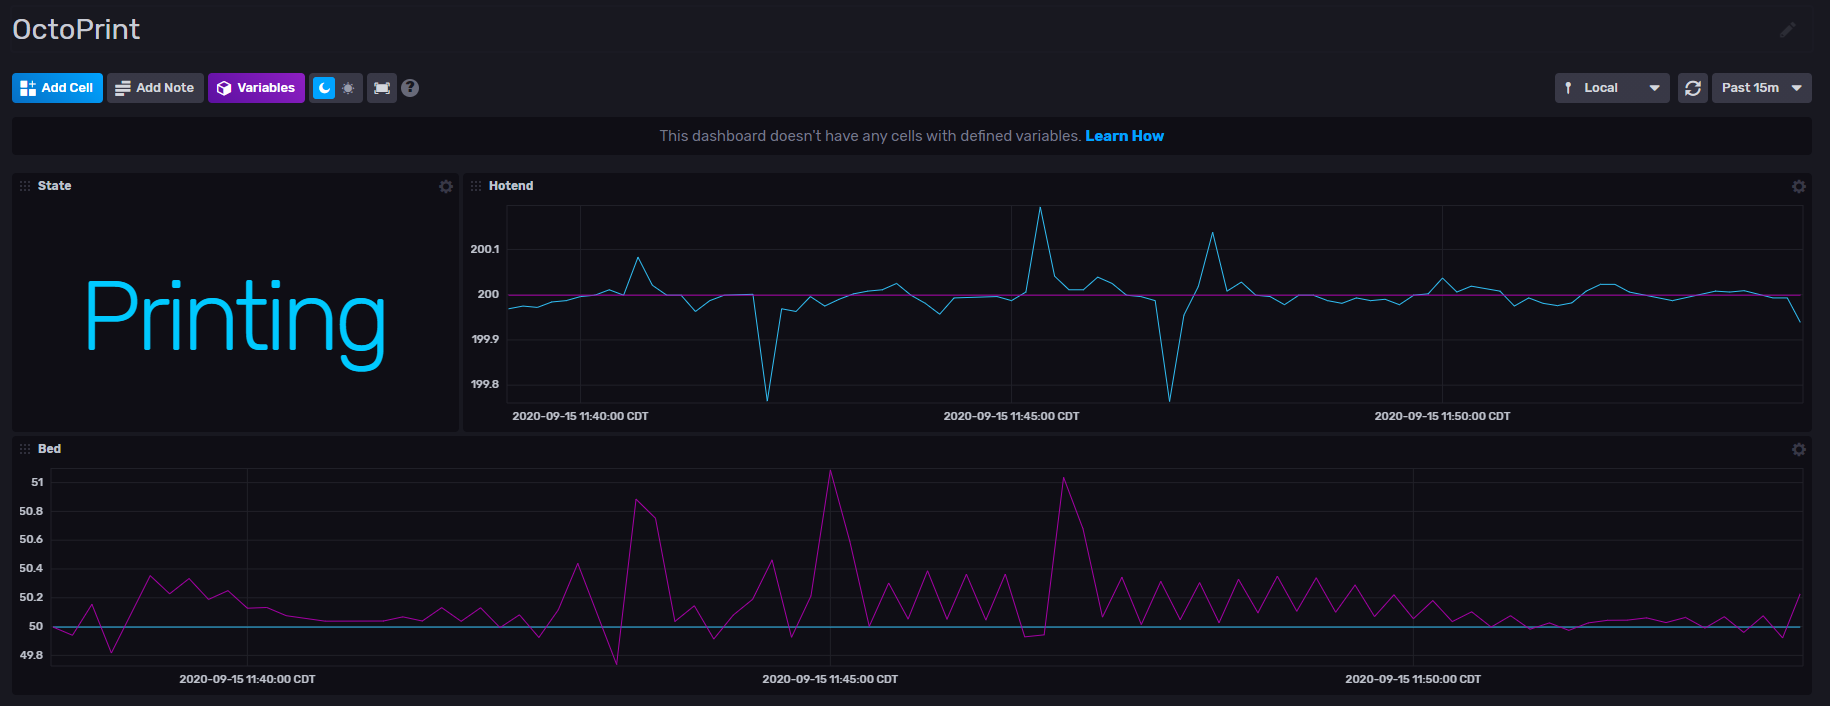 OctoPrint
Add Cell Add Note Variables ? Local Past 15m
This dashboard doesn't have any cells with defined variables. Learn How
State
Printing
Hotend
200.1
200
199.9
199.8
2020-09-15 11:40:00 CDT 2020-09-15 11:45:00 CDT 2020-09-15 11:50:00 CDT
Bed
51
50.8
50.6
50.4
50.2
50
49.8
2020-09-15 11:40:00 CDT 2020-09-15 11:45:00 CDT 2020-09-15 11:50:00 CDT